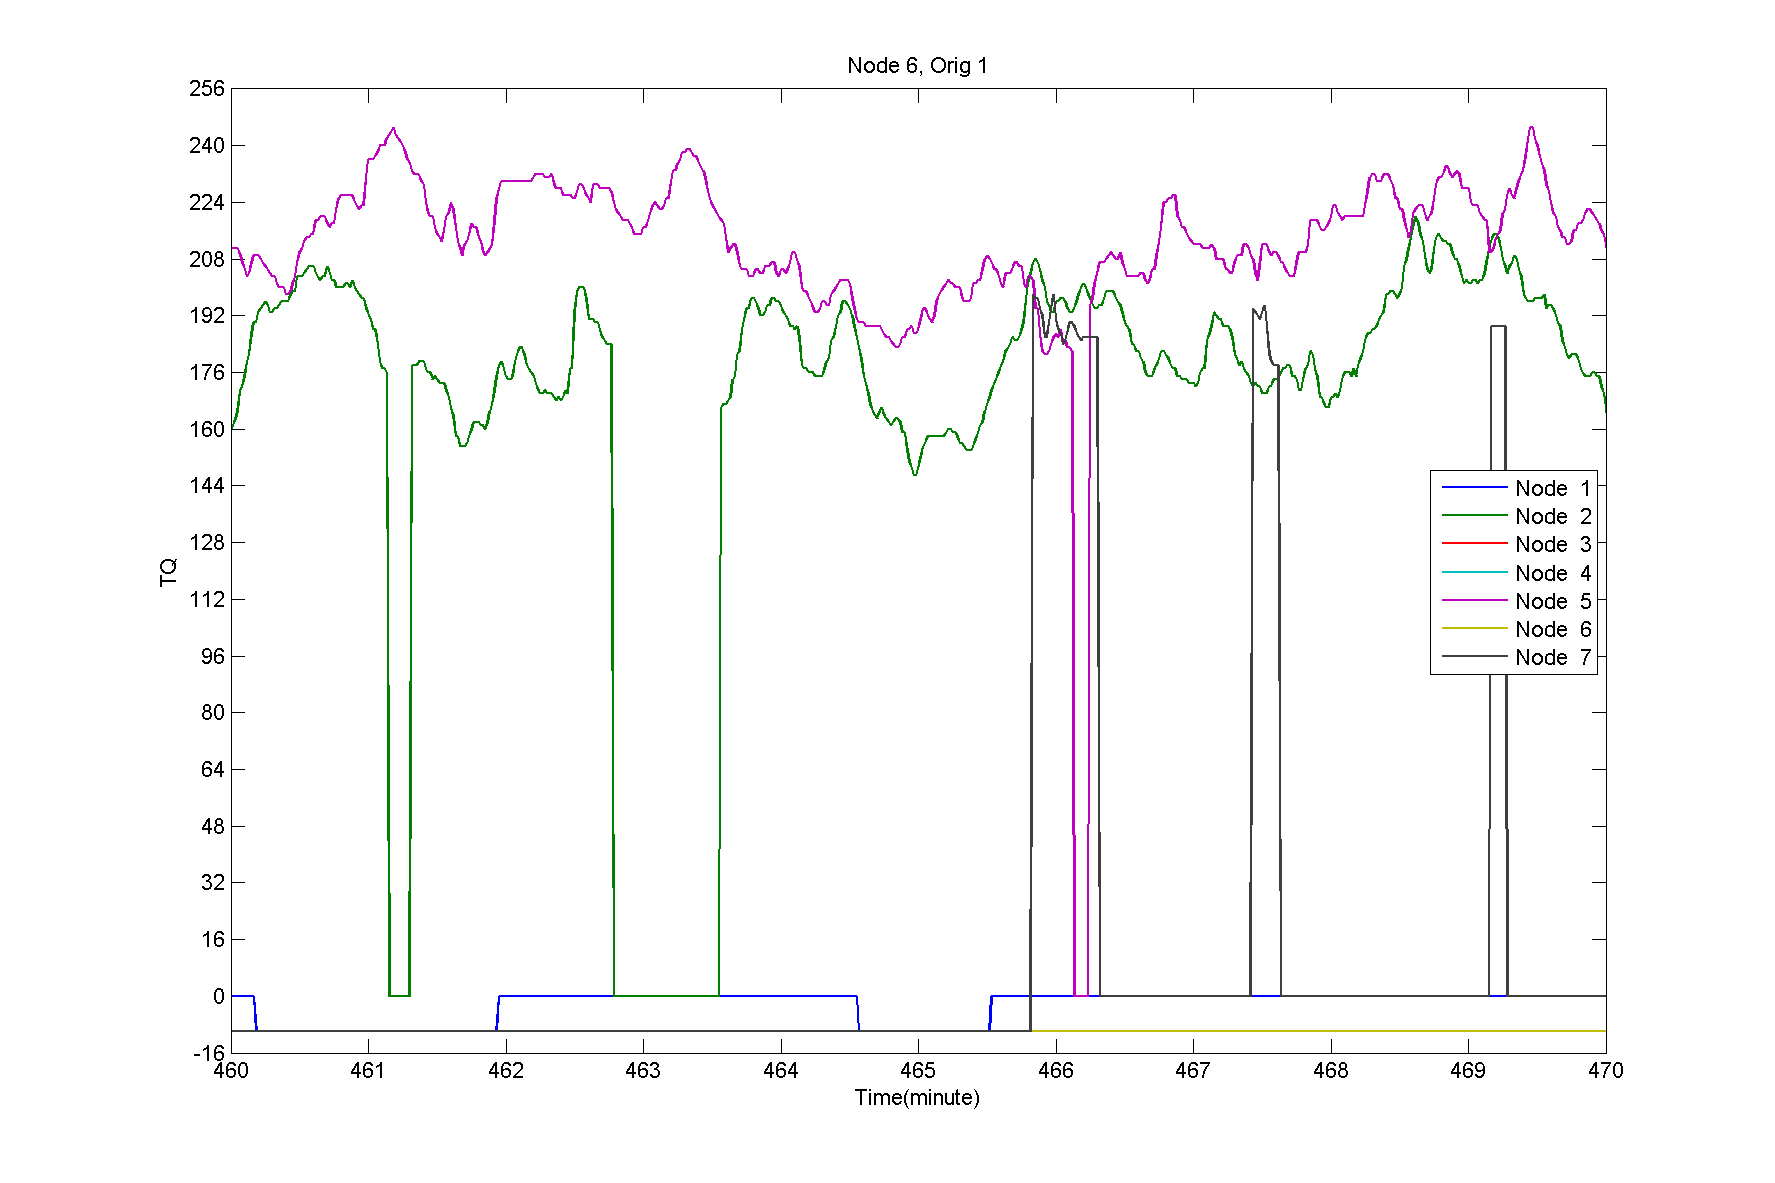 Node 6, Orig 1
256
240
224
208
192
176
160
144
128
112
96
80
64
48
32
16
0
-16
TQ
460 461 462 463 464 465 466 467 468 469 470
Time(minute)
Node 1
Node 2
Node 3
Node 4
Node 5
Node 6
Node 7